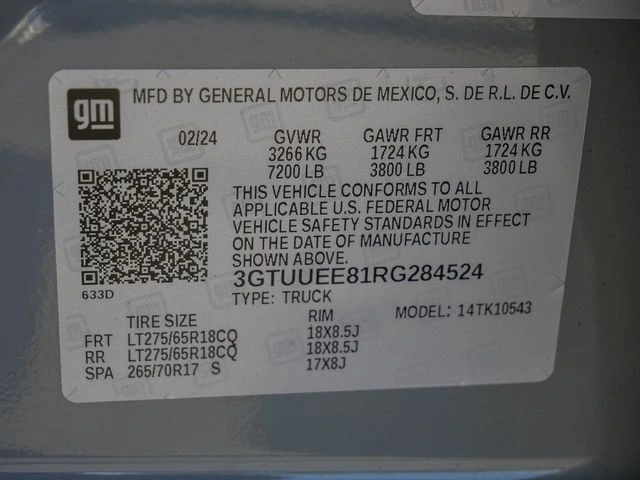 gm
MFD BY GENERAL MOTORS DE MEXICO, S. DE R.L. DE C.V.
02/24 GVWR GAWR FRT GAWR RR
3266 KG 1724 KG 1724 KG
7200 LB 3800 LB 3800 LB
THIS VEHICLE CONFORMS TO ALL
APPLICABLE U.S. FEDERAL MOTOR
VEHICLE SAFETY STANDARDS IN EFFECT
ON THE DATE OF MANUFACTURE
SHOWN ABOVE.
3GTUUEE81RG284524
633D
TYPE: TRUCK
TIRE SIZE RIM MODEL: 14TK10543
FRT LT275/65R18CQ 18X8.5J
RR LT275/65R18CQ 18X8.5J
SPA 265/70R17 S 17X8J